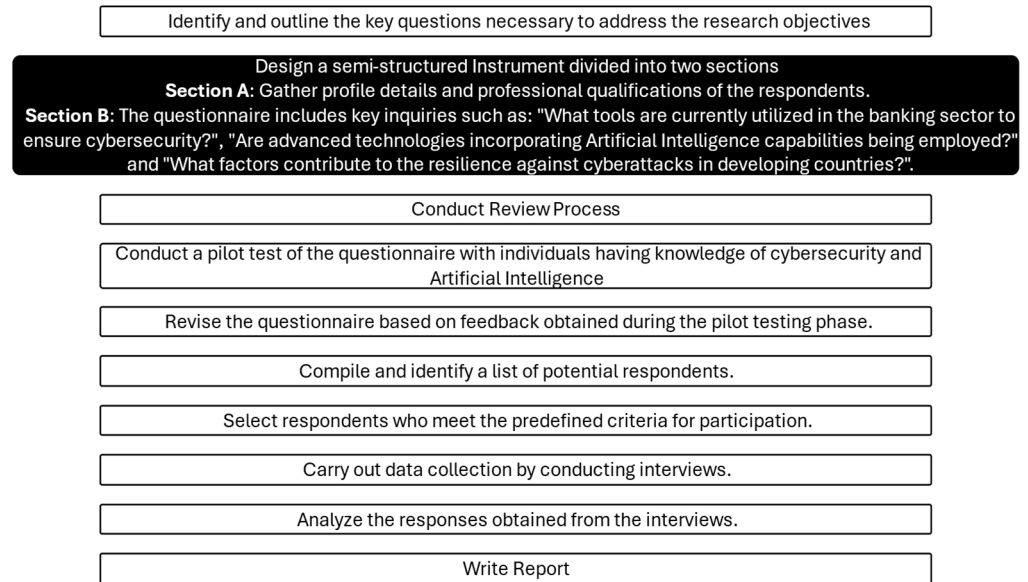 Identify and outline the key questions necessary to address the research objectives
Design a semi-structured Instrument divided into two sections
Section A: Gather profile details and professional qualifications of the respondents.
Section B: The questionnaire includes key inquiries such as: "What tools are currently utilized in the banking sector to
ensure cybersecurity?", "Are advanced technologies incorporating Artificial Intelligence capabilities being employed?"
and "What factors contribute to the resilience against cyberattacks in developing countries?".
Conduct Review Process
Conduct a pilot test of the questionnaire with individuals having knowledge of cybersecurity and
Artificial Intelligence
Revise the questionnaire based on feedback obtained during the pilot testing phase.
Compile and identify a list of potential respondents.
Select respondents who meet the predefined criteria for participation.
Carry out data collection by conducting interviews.
Analyze the responses obtained from the interviews.
Write Report